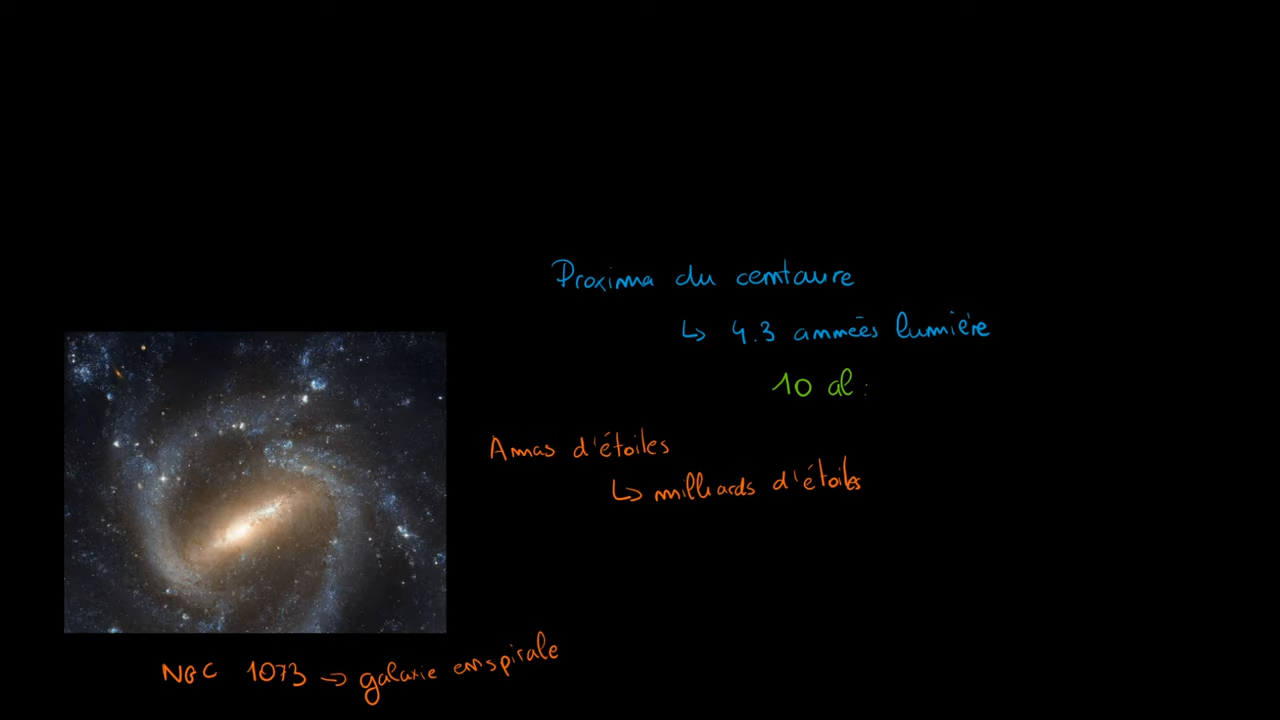 Proxima du centaure
↳ 4.3 années lumière
10 al :
Amas d'étoiles
↳ milliards d'étoiles
NGC 1073 → galaxie en spirale